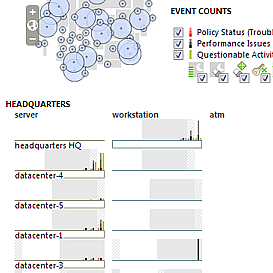 EVENT COUNTS
Policy Status (Troubl
Performance Issues
Questionable Activit
HEADQUARTERS
server workstation atm
headquarters HQ
datacenter-4
datacenter-5
datacenter-1
datacenter-3